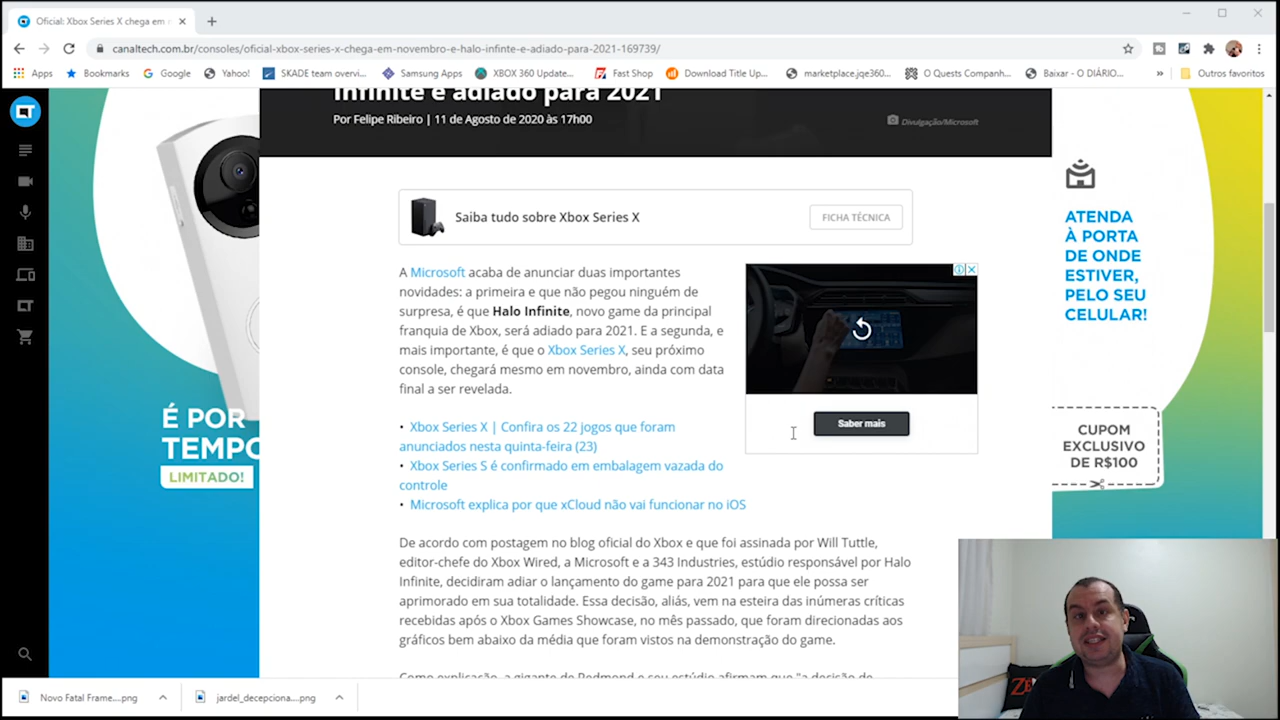 Oficial: Xbox Series X chega em
canaltech.com.br/consoles/oficial-xbox-series-x-chega-em-novembro-e-halo-infinte-e-adiado-para-2021-169739/
Apps Bookmarks Google Yahoo! SKADE team overvi... Samsung Apps XBOX 360 Update... Fast Shop Download Title Up... marketplace.jqe360... O Quests Companh... Baixar - O DIÁRIO... » Outros favoritos
Infinite é adiado para 2021
Por Felipe Ribeiro | 11 de Agosto de 2020 às 17h00
Divulgação/Microsoft
Saiba tudo sobre Xbox Series X
FICHA TÉCNICA
A Microsoft acaba de anunciar duas importantes
novidades: a primeira e que não pegou ninguém de
surpresa, é que Halo Infinite, novo game da principal
franquia de Xbox, será adiado para 2021. E a segunda, e
mais importante, é que o Xbox Series X, seu próximo
console, chegará mesmo em novembro, ainda com data
final a ser revelada.
Saber mais
• Xbox Series X | Confira os 22 jogos que foram
anunciados nesta quinta-feira (23)
• Xbox Series S é confirmado em embalagem vazada do
controle
• Microsoft explica por que xCloud não vai funcionar no iOS
De acordo com postagem no blog oficial do Xbox e que foi assinada por Will Tuttle,
editor-chefe do Xbox Wired, a Microsoft e a 343 Industries, estúdio responsável por Halo
Infinite, decidiram adiar o lançamento do game para 2021 para que ele possa ser
aprimorado em sua totalidade. Essa decisão, aliás, vem na esteira das inúmeras críticas
recebidas após o Xbox Games Showcase, no mês passado, que foram direcionadas aos
gráficos bem abaixo da média que foram vistos na demonstração do game.
Como explicação, a gigante de Redmond e seu estúdio afirmam que "a decisão de
É POR
TEMPO
LIMITADO!
ATENDA
À PORTA
DE ONDE
ESTIVER,
PELO SEU
CELULAR!
CUPOM
EXCLUSIVO
DE R$100
Novo Fatal Frame....png
jardel_decepciona....png